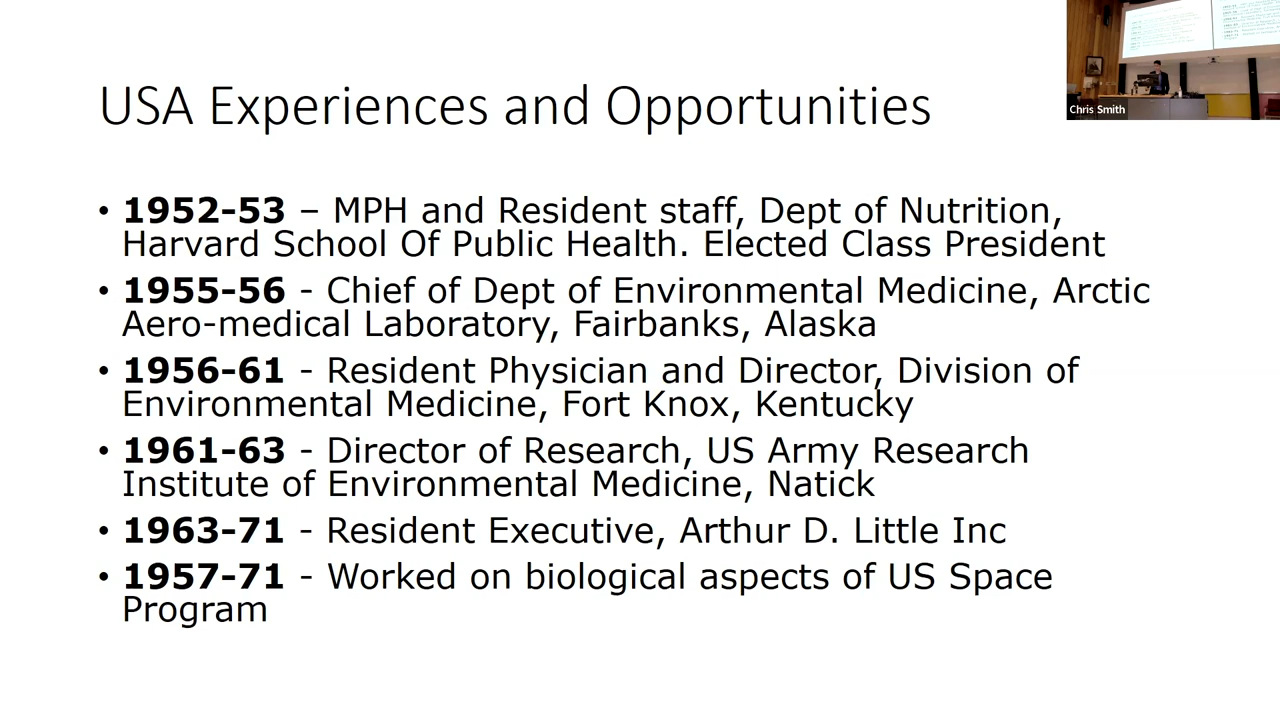 USA Experiences and Opportunities
• 1952-53 – MPH and Resident staff, Dept of Nutrition,
Harvard School Of Public Health. Elected Class President
• 1955-56 - Chief of Dept of Environmental Medicine, Arctic
Aero-medical Laboratory, Fairbanks, Alaska
• 1956-61 - Resident Physician and Director, Division of
Environmental Medicine, Fort Knox, Kentucky
• 1961-63 - Director of Research, US Army Research
Institute of Environmental Medicine, Natick
• 1963-71 - Resident Executive, Arthur D. Little Inc
• 1957-71 - Worked on biological aspects of US Space
Program
Chris Smith